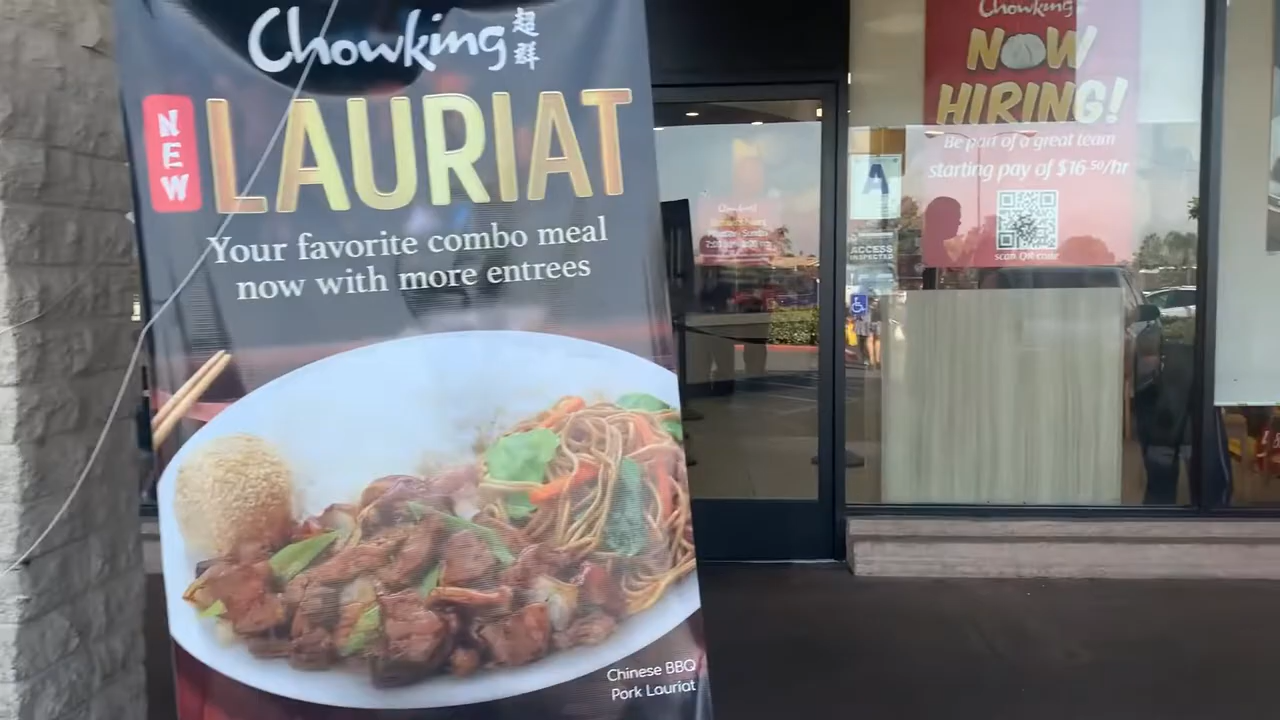 Chowking 超群
NEW
LAURIAT
Your favorite combo meal
now with more entrees
Chinese BBQ
Pork Lauriat
Chowking
NOW
HIRING!
Be part of a great team
starting pay of $16.50/hr
scan QR code
A
ACCESS
INSPECTED
Chowking